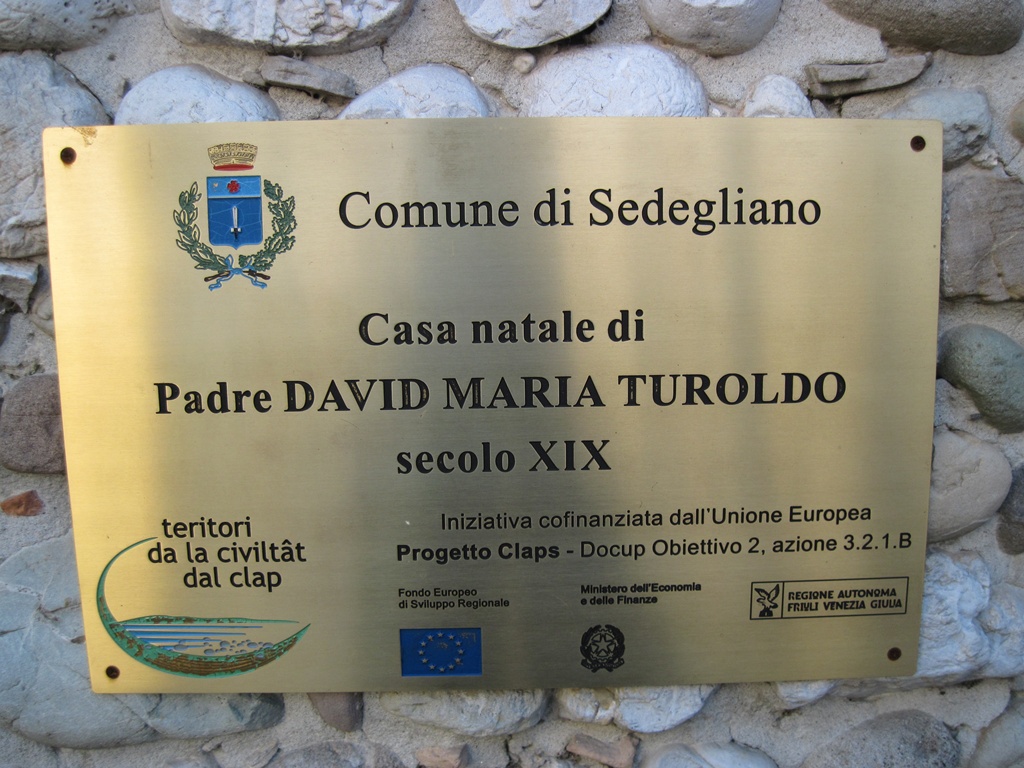 Comune di Sedegliano
Casa natale di
Padre DAVID MARIA TUROLDO
secolo XIX
teritori
da la civiltât
dal clap
Iniziativa cofinanziata dall'Unione Europea
Progetto Claps - Docup Obiettivo 2, azione 3.2.1.B
Fondo Europeo
di Sviluppo Regionale
Ministero dell'Economia
e delle Finanze
REGIONE AUTONOMA
FRIULI VENEZIA GIULIA